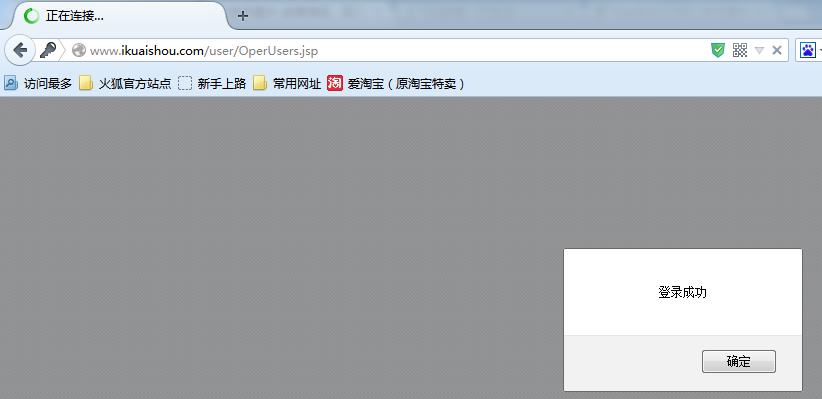 正在连接...
www.ikuaishou.com/user/OperUsers.jsp
访问最多 火狐官方站点 新手上路 常用网址 淘 爱淘宝（原淘宝特卖）
登录成功
确定